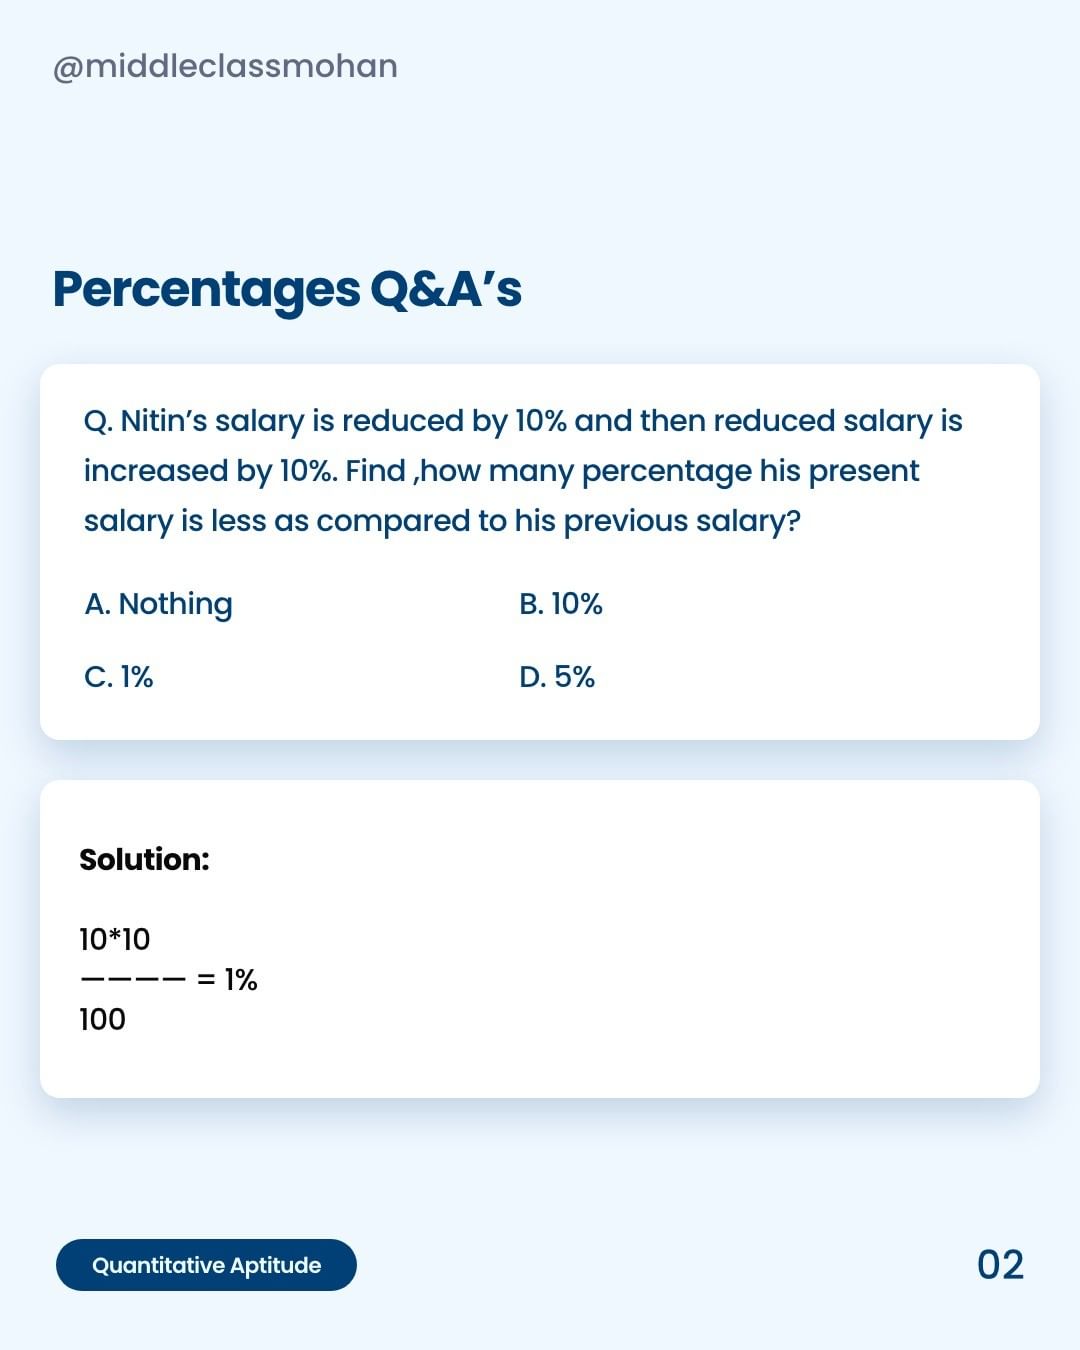 @middleclassmohan
Percentages Q&A’s
Q. Nitin’s salary is reduced by 10% and then reduced salary is
increased by 10%. Find ,how many percentage his present
salary is less as compared to his previous salary?
A. Nothing
B. 10%
C. 1%
D. 5%
Solution:
10*10
———— = 1%
100
Quantitative Aptitude
02